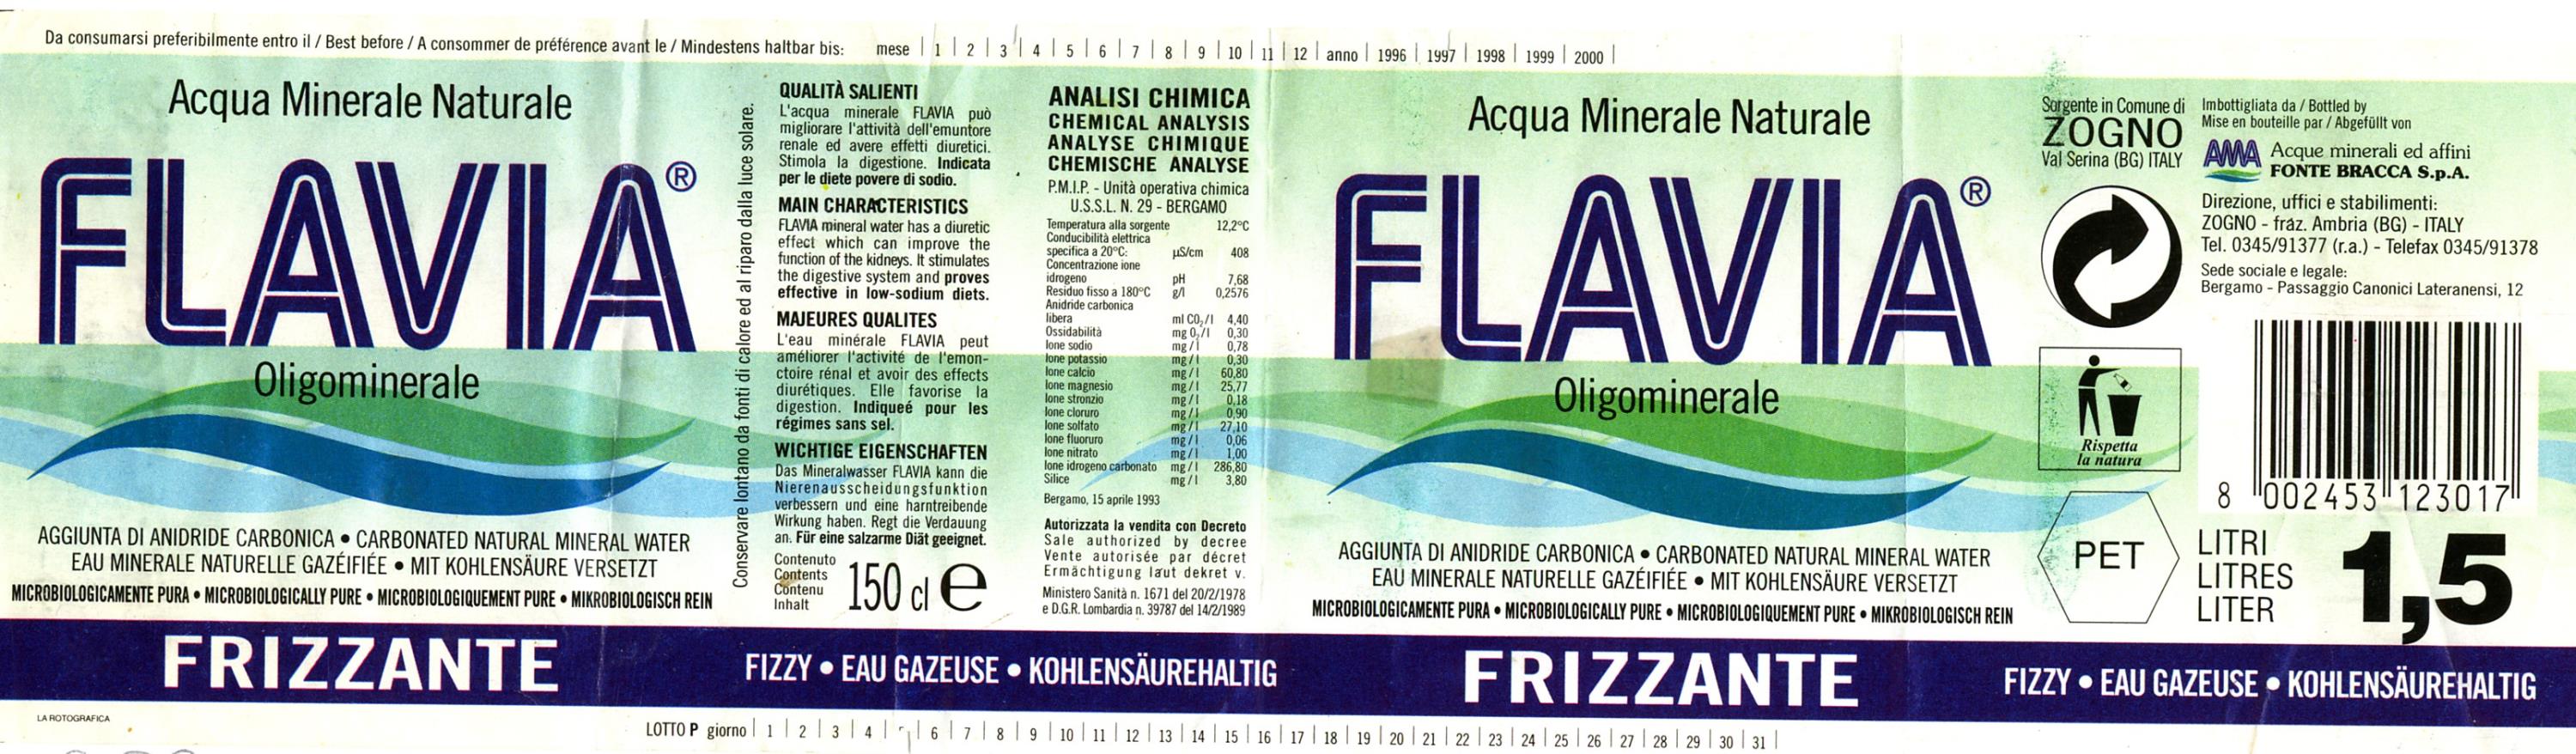 Da consumarsi preferibilmente entro il / Best before / A consommer de préférence avant le / Mindestens haltbar bis: mese | 1 | 2 | 3 | 4 | 5 | 6 | 7 | 8 | 9 | 10 | 11 | 12 | anno | 1996 | 1997 | 1998 | 1999 | 2000 |
Acqua Minerale Naturale
FLAVIA®
Oligominerale
AGGIUNTA DI ANIDRIDE CARBONICA • CARBONATED NATURAL MINERAL WATER
EAU MINERALE NATURELLE GAZÉIFIÉE • MIT KOHLENSÄURE VERSETZT
MICROBIOLOGICAMENTE PURA • MICROBIOLOGICALLY PURE • MICROBIOLOGIQUEMENT PURE • MIKROBIOLOGISCH REIN
FRIZZANTE
LA ROTOGRAFICA
Conservare lontano da fonti di calore ed al riparo dalla luce solare.
QUALITÀ SALIENTI
L'acqua minerale FLAVIA può
migliorare l'attività dell'emuntore
renale ed avere effetti diuretici.
Stimola la digestione. Indicata
per le diete povere di sodio.
MAIN CHARACTERISTICS
FLAVIA mineral water has a diuretic
effect which can improve the
function of the kidneys. It stimulates
the digestive system and proves
effective in low-sodium diets.
MAJEURES QUALITES
L'eau minérale FLAVIA peut
améliorer l'activité de l'emon-
ctoire rénal et avoir des effects
diurétiques. Elle favorise la
digestion. Indiqueé pour les
régimes sans sel.
WICHTIGE EIGENSCHAFTEN
Das Mineralwasser FLAVIA kann die
Nierenausscheidungsfunktion
verbessern und eine harntreibende
Wirkung haben. Regt die Verdauung
an. Für eine salzarme Diät geeignet.
Contenuto
Contents
Contenu
Inhalt
150 cl e
ANALISI CHIMICA
CHEMICAL ANALYSIS
ANALYSE CHIMIQUE
CHEMISCHE ANALYSE
P.M.I.P. - Unità operativa chimica
U.S.S.L. N. 29 - BERGAMO
Temperatura alla sorgente 12,2°C
Conducibilità elettrica
specifica a 20°C: µS/cm 408
Concentrazione ione
idrogeno pH 7,68
Residuo fisso a 180°C g/l 0,2576
Anidride carbonica
libera ml CO2/l 4,40
Ossidabilità mg O2/l 0,30
Ione sodio mg/l 0,78
Ione potassio mg/l 0,30
Ione calcio mg/l 60,80
Ione magnesio mg/l 25,77
Ione stronzio mg/l 0,18
Ione cloruro mg/l 0,90
Ione solfato mg/l 27,10
Ione fluoruro mg/l 0,06
Ione nitrato mg/l 1,00
Ione idrogeno carbonato mg/l 286,80
Silice mg/l 3,80
Bergamo, 15 aprile 1993
Autorizzata la vendita con Decreto
Sale authorized by decree
Vente autorisée par décret
Ermächtigung laut dekret v.
Ministero Sanità n. 1671 del 20/2/1978
e D.G.R. Lombardia n. 39787 del 14/2/1989
FIZZY • EAU GAZEUSE • KOHLENSÄUREHALTIG
Acqua Minerale Naturale
FLAVIA®
Oligominerale
AGGIUNTA DI ANIDRIDE CARBONICA • CARBONATED NATURAL MINERAL WATER
EAU MINERALE NATURELLE GAZÉIFIÉE • MIT KOHLENSÄURE VERSETZT
MICROBIOLOGICAMENTE PURA • MICROBIOLOGICALLY PURE • MICROBIOLOGIQUEMENT PURE • MIKROBIOLOGISCH REIN
FRIZZANTE
Sorgente in Comune di
ZOGNO
Val Serina (BG) ITALY
Rispetta
la natura
PET
Imbottigliata da / Bottled by
Mise en bouteille par / Abgefüllt von
AMA Acque minerali ed affini
FONTE BRACCA S.p.A.
Direzione, uffici e stabilimenti:
ZOGNO - fraz. Ambria (BG) - ITALY
Tel. 0345/91377 (r.a.) - Telefax 0345/91378
Sede sociale e legale:
Bergamo - Passaggio Canonici Lateranensi, 12
8 002453 123017
LITRI
LITRES
LITER
1,5
FIZZY • EAU GAZEUSE • KOHLENSÄUREHALTIG
LOTTO P giorno | 1 | 2 | 3 | 4 | | 6 | 7 | 8 | 9 | 10 | 11 | 12 | 13 | 14 | 15 | 16 | 17 | 18 | 19 | 20 | 21 | 22 | 23 | 24 | 25 | 26 | 27 | 28 | 29 | 30 | 31 |